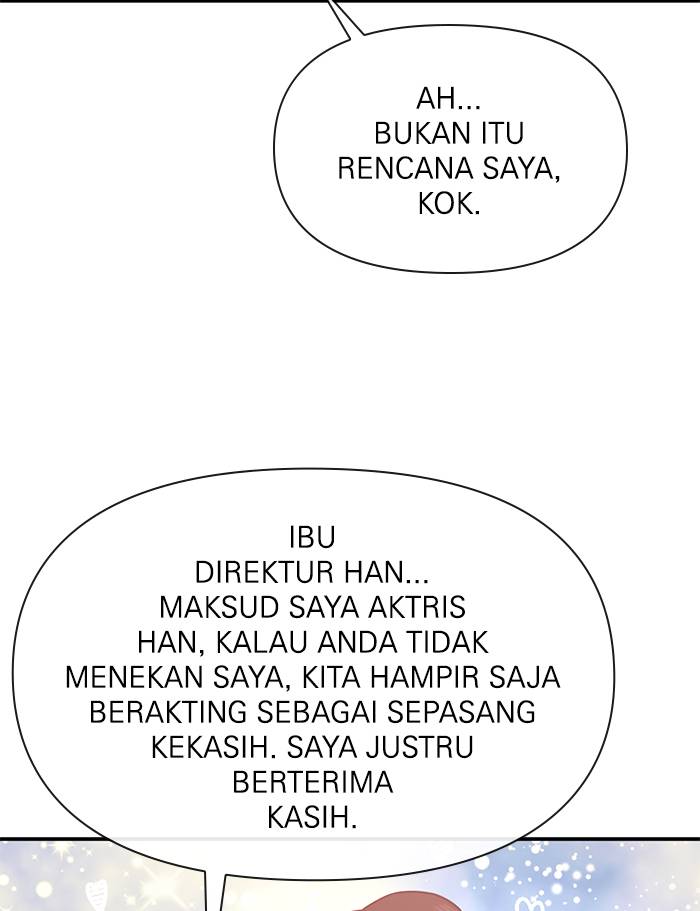 AH...
BUKAN ITU
RENCANA SAYA,
KOK.
IBU
DIREKTUR HAN...
MAKSUD SAYA AKTRIS
HAN, KALAU ANDA TIDAK
MENEKAN SAYA, KITA HAMPIR SAJA
BERAKTING SEBAGAI SEPASANG
KEKASIH. SAYA JUSTRU
BERTERIMA
KASIH.